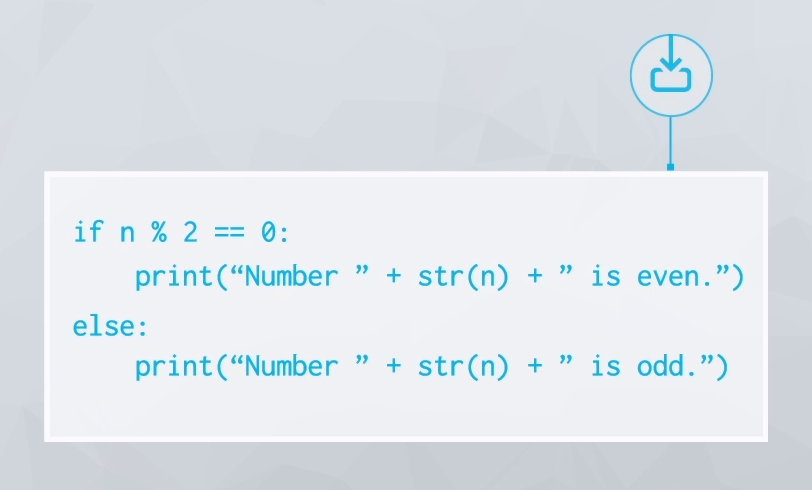 if n % 2 == 0:
    print(“Number ” + str(n) + ” is even.”)
else:
    print(“Number ” + str(n) + ” is odd.”)